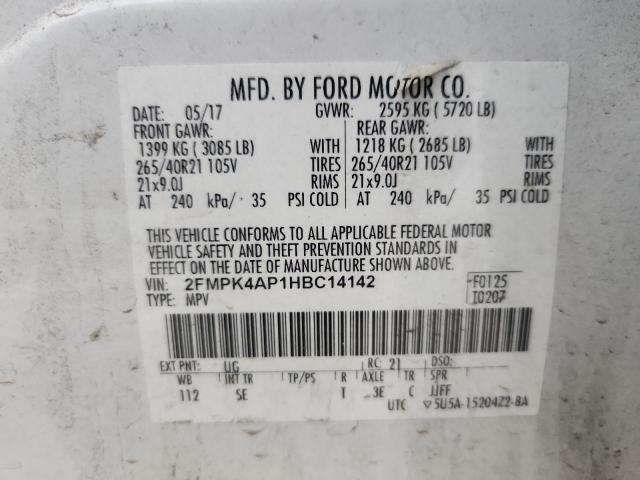 MFD. BY FORD MOTOR CO.
DATE: 05/17 GVWR: 2595 KG ( 5720 LB)
FRONT GAWR: REAR GAWR:
1399 KG ( 3085 LB) WITH 1218 KG ( 2685 LB) WITH
265/40R21 105V TIRES 265/40R21 105V TIRES
21x9.0J RIMS 21x9.0J RIMS
AT 240 kPa/ 35 PSI COLD AT 240 kPa/ 35 PSI COLD
THIS VEHICLE CONFORMS TO ALL APPLICABLE FEDERAL MOTOR
VEHICLE SAFETY AND THEFT PREVENTION STANDARDS IN
EFFECT ON THE DATE OF MANUFACTURE SHOWN ABOVE.
VIN: 2FMPK4AP1HBC14142 F0125
TYPE: MPV T0207
EXT PNT: UG RC: 21 DSO:
WB INT TR TP/PS R AXLE TR SPR
112 SE T 3E C JJFF
UTC ▽5U5A-1520422-BA